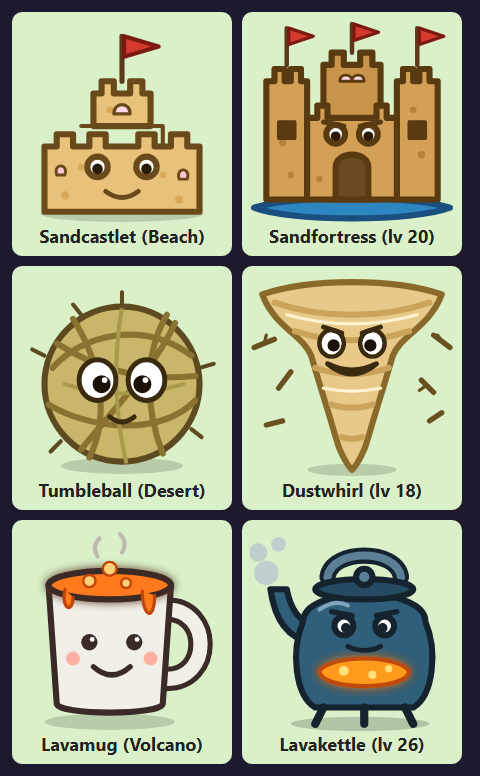 Sandcastlet (Beach)
Sandfortress (lv 20)
Tumbleball (Desert)
Dustwhirl (lv 18)
Lavamug (Volcano)
Lavakettle (lv 26)